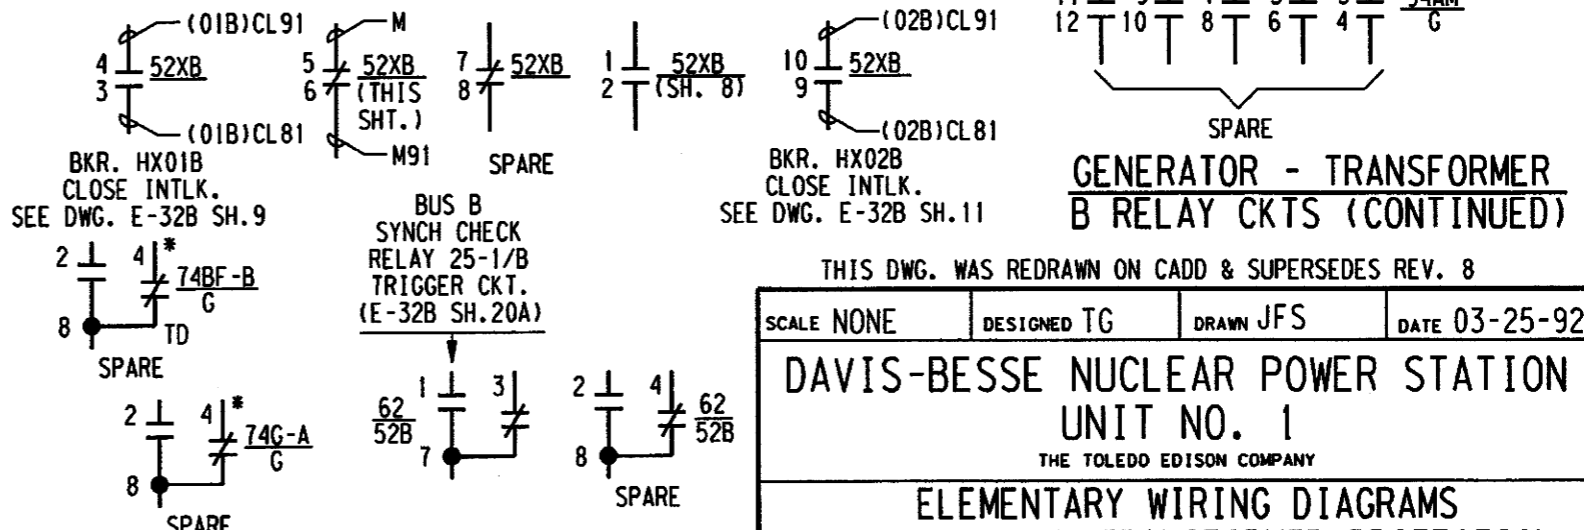 (01B)CL91
4
3
52XB
(01B)CL81
BKR. HX01B
CLOSE INTLK.
SEE DWG. E-32B SH.9
M
5
6
52XB
(THIS
SHT.)
M91
7
8
52XB
SPARE
1
2
52XB
(SH. 8)
(02B)CL91
10
9
52XB
(02B)CL81
BKR. HX02B
CLOSE INTLK.
SEE DWG. E-32B SH.11
12 10 8 6 4
G
SPARE
GENERATOR - TRANSFORMER
B RELAY CKTS (CONTINUED)
2
4 *
74BF-B
G
8
TD
SPARE
2
4 *
74G-A
G
8
SPARE
BUS B
SYNCH CHECK
RELAY 25-1/B
TRIGGER CKT.
(E-32B SH.20A)
62
52B
1
3
7
2
4
62
52B
8
SPARE
THIS DWG. WAS REDRAWN ON CADD & SUPERSEDES REV. 8
SCALE NONE
DESIGNED TG
DRAWN JFS
DATE 03-25-92
DAVIS-BESSE NUCLEAR POWER STATION
UNIT NO. 1
THE TOLEDO EDISON COMPANY
ELEMENTARY WIRING DIAGRAMS